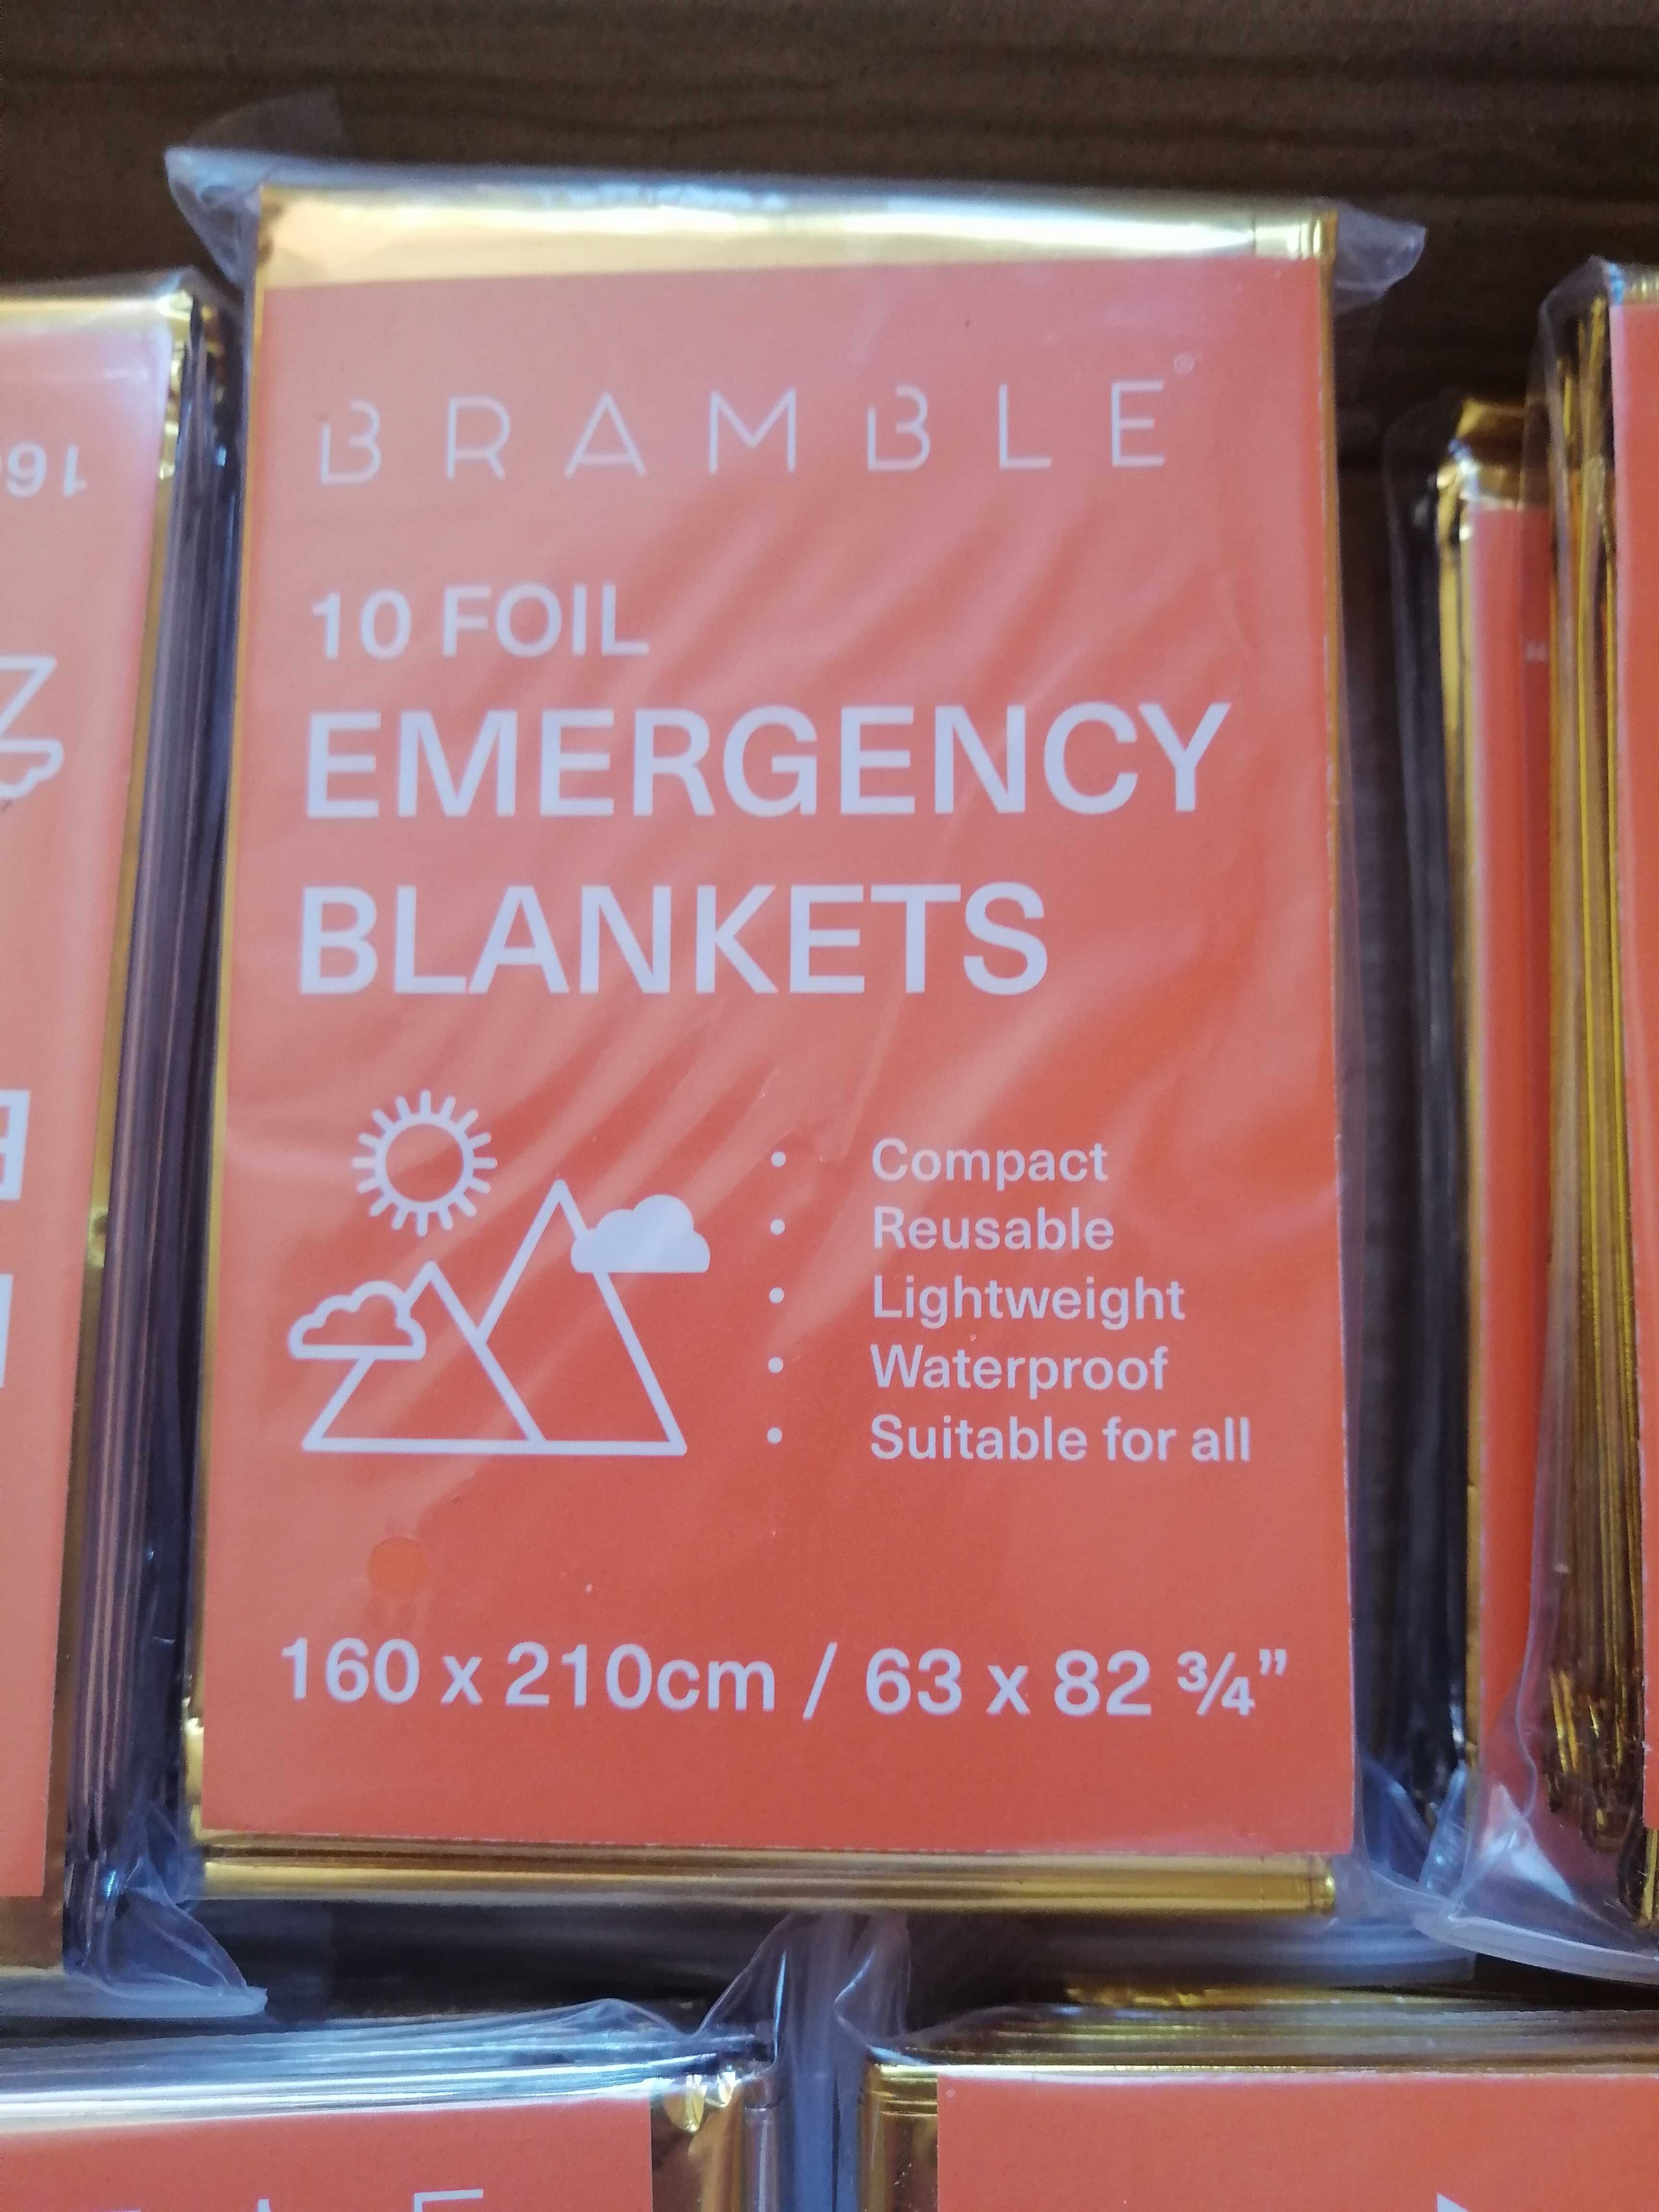 BRAMBLE®
10 FOIL
EMERGENCY
BLANKETS
• Compact
• Reusable
• Lightweight
• Waterproof
• Suitable for all
160 x 210cm / 63 x 82 ¾”